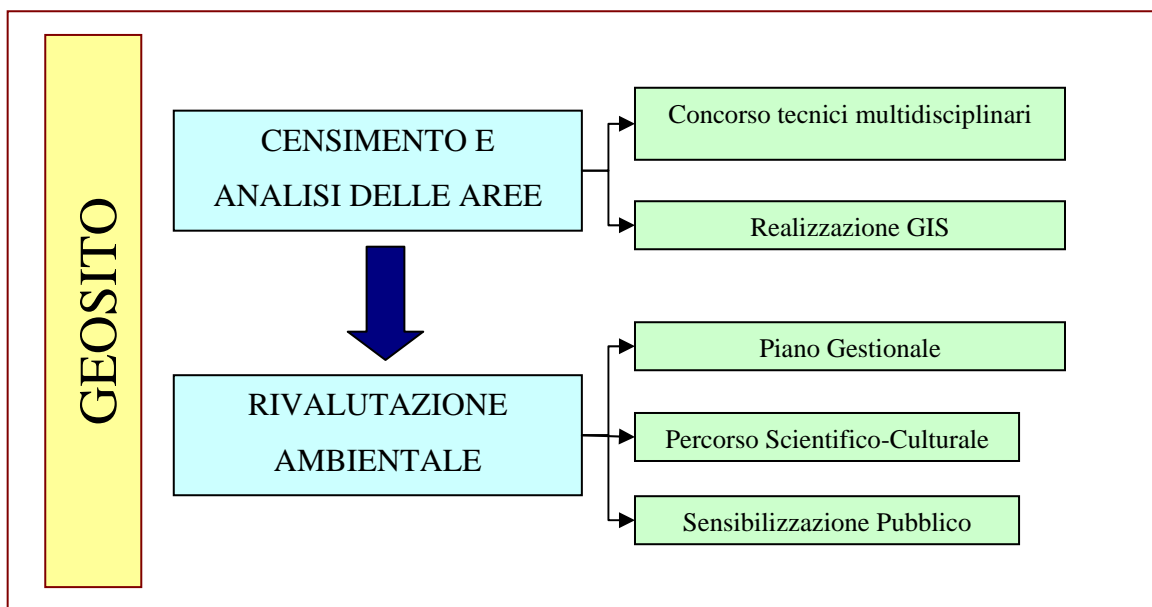 GEOSITO
CENSIMENTO E
ANALISI DELLE AREE
Concorso tecnici multidisciplinari
Realizzazione GIS
RIVALUTAZIONE
AMBIENTALE
Piano Gestionale
Percorso Scientifico-Culturale
Sensibilizzazione Pubblico